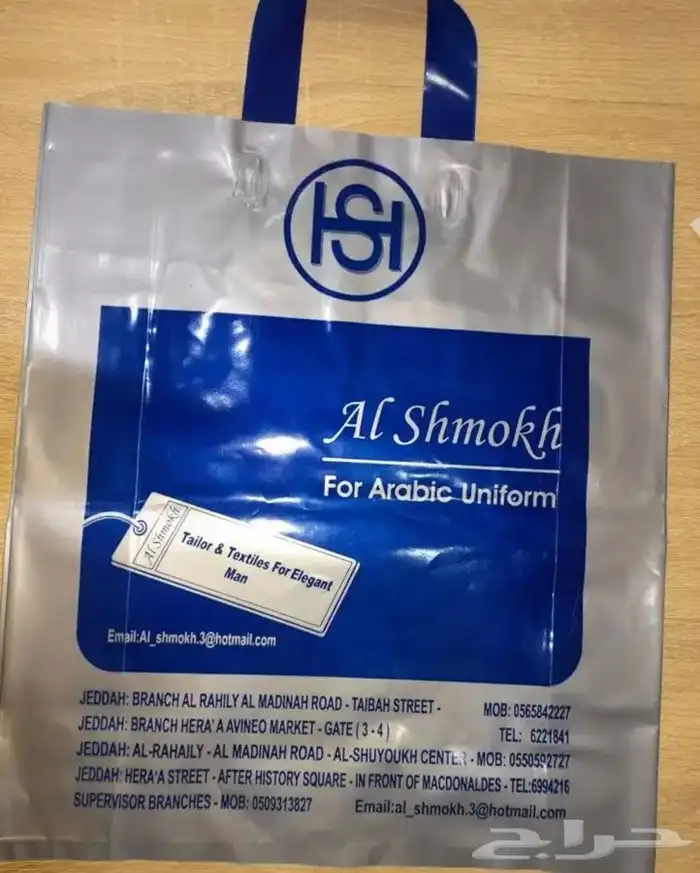 HSH
Al Shmokh
For Arabic Uniform
Al Shmokh
Tailor & Textiles For Elegant
Man
Email:Al_shmokh.3@hotmail.com
JEDDAH: BRANCH AL RAHILY AL MADINAH ROAD - TAIBAH STREET - MOB: 0565842227
JEDDAH: BRANCH HERA'A AVINEO MARKET - GATE ( 3 - 4 ) TEL: 6221841
JEDDAH: AL-RAHAILY - AL MADINAH ROAD - AL-SHUYOUKH CENTER - MOB: 0550592727
JEDDAH: HERA'A STREET - AFTER HISTORY SQUARE - IN FRONT OF MACDONALDES - TEL:6994216
SUPERVISOR BRANCHES - MOB: 0509313827 Email:al_shmokh.3@hotmail.com
حراج